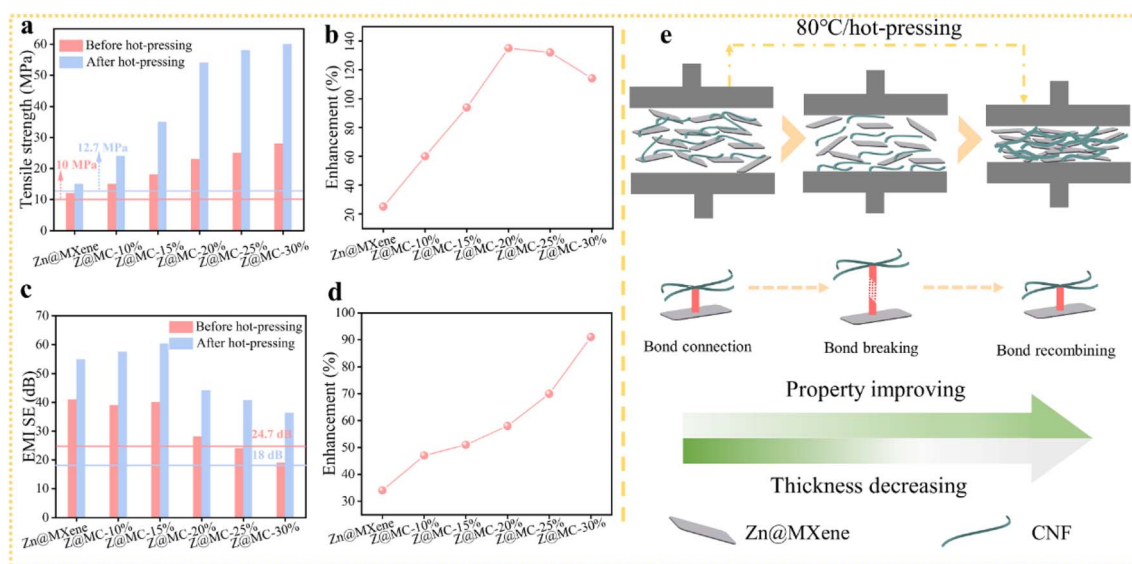 a
Tensile strength (MPa)
60
50
40
30
20
10
0
Before hot-pressing
After hot-pressing
12.7 MPa
10 MPa
Zn@MXene
Z@MC-10%
Z@MC-15%
Z@MC-20%
Z@MC-25%
Z@MC-30%
b
Enhancement (%)
140
120
100
80
60
40
20
Zn@MXene
Z@MC-10%
Z@MC-15%
Z@MC-20%
Z@MC-25%
Z@MC-30%
c
EMI SE (dB)
70
60
50
40
30
20
10
0
Before hot-pressing
After hot-pressing
24.7 dB
18 dB
Zn@MXene
Z@MC-10%
Z@MC-15%
Z@MC-20%
Z@MC-25%
Z@MC-30%
d
Enhancement (%)
100
90
80
70
60
50
40
30
Zn@MXene
Z@MC-10%
Z@MC-15%
Z@MC-20%
Z@MC-25%
Z@MC-30%
e
80℃/hot-pressing
Bond connection
Bond breaking
Bond recombining
Property improving
Thickness decreasing
Zn@MXene
CNF